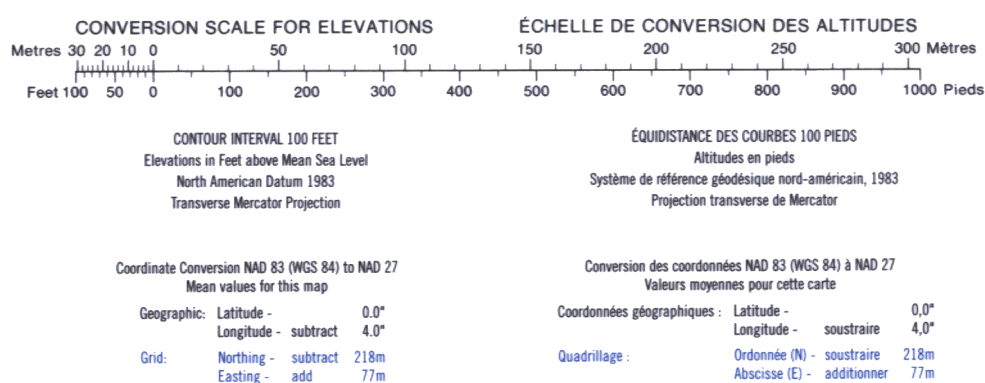 CONVERSION SCALE FOR ELEVATIONS ÉCHELLE DE CONVERSION DES ALTITUDES
Metres 30 20 10 0 50 100 150 200 250 300 Mètres
Feet 100 50 0 100 200 300 400 500 600 700 800 900 1000 Pieds
CONTOUR INTERVAL 100 FEET
Elevations in Feet above Mean Sea Level
North American Datum 1983
Transverse Mercator Projection
ÉQUIDISTANCE DES COURBES 100 PIEDS
Altitudes en pieds
Système de référence géodésique nord-américain, 1983
Projection transverse de Mercator
Coordinate Conversion NAD 83 (WGS 84) to NAD 27
Mean values for this map
Geographic: Latitude - 0.0"
Longitude - subtract 4.0"
Grid: Northing - subtract 218m
Easting - add 77m
Conversion des coordonnées NAD 83 (WGS 84) à NAD 27
Valeurs moyennes pour cette carte
Coordonnées géographiques : Latitude - 0,0"
Longitude - soustraire 4,0"
Quadrillage : Ordonnée (N) - soustraire 218m
Abscisse (E) - additionner 77m